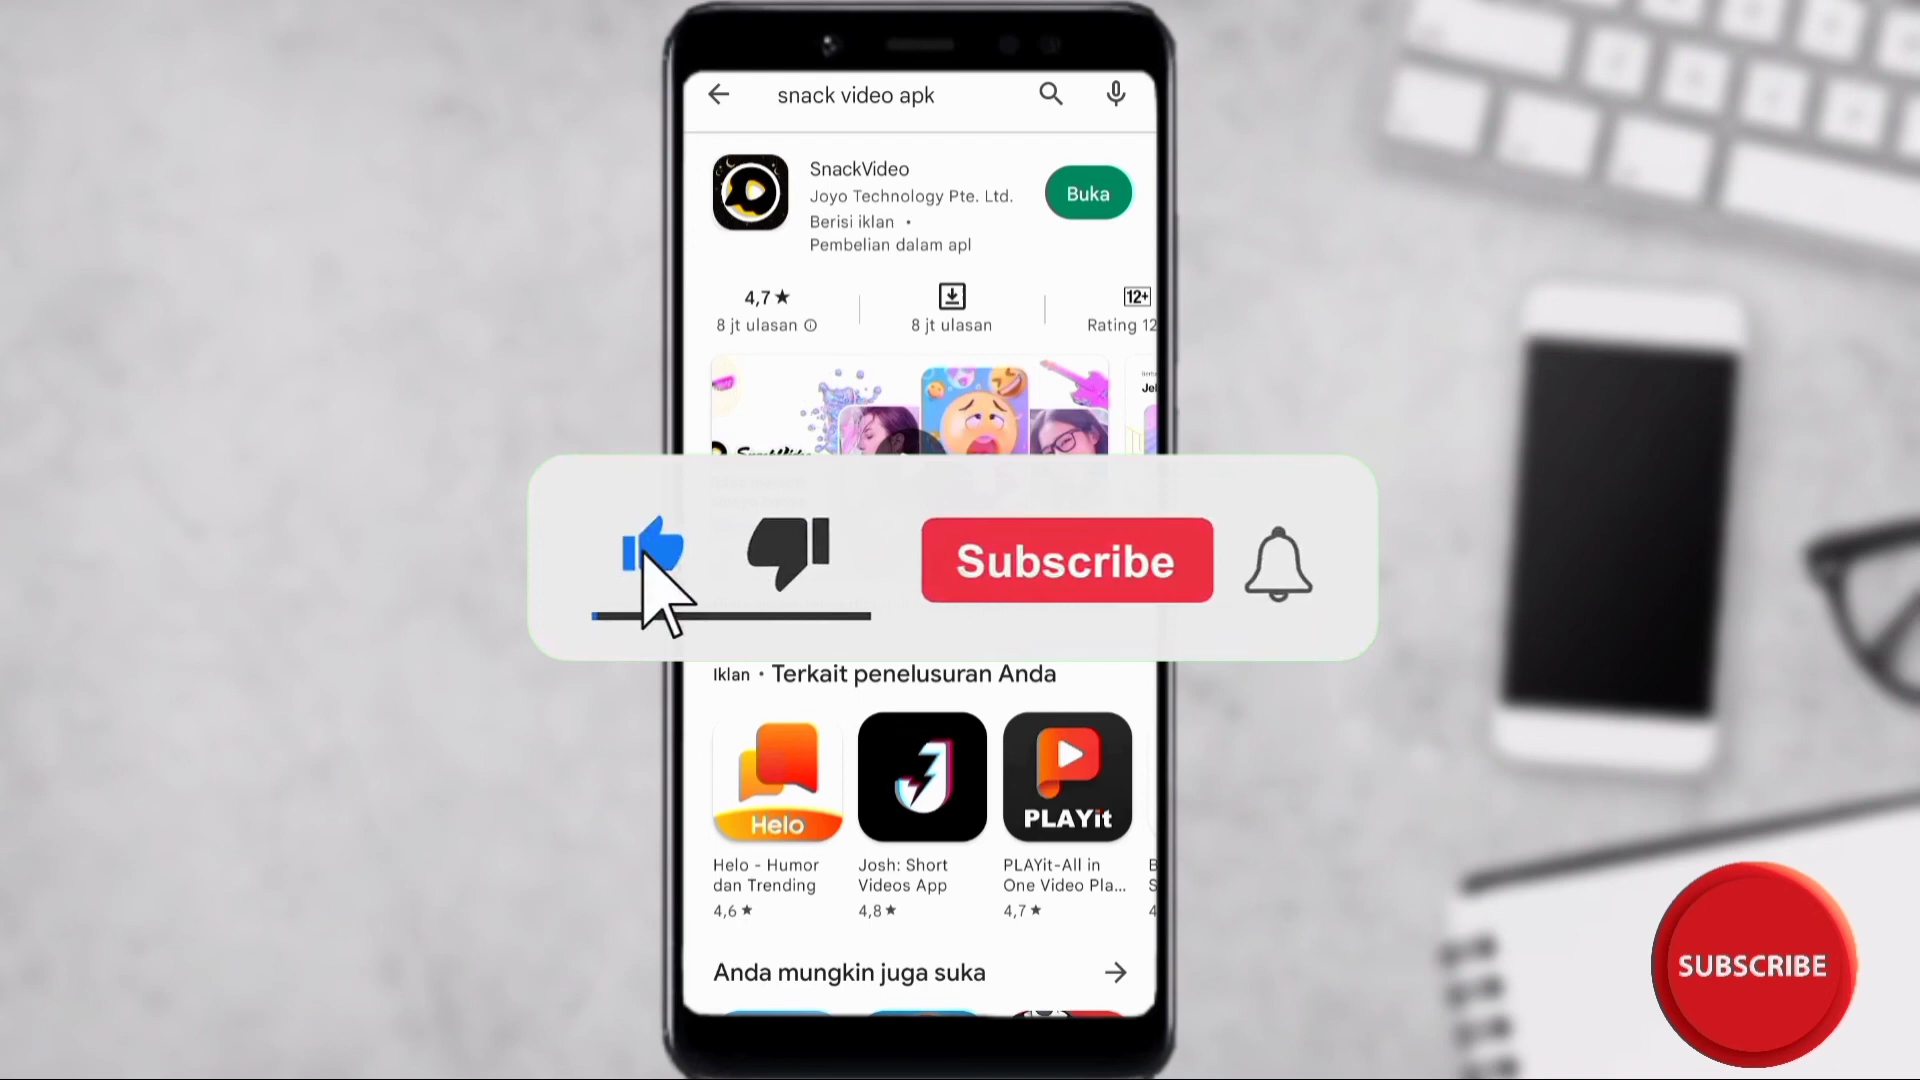 snack video apk
SnackVideo
Joyo Technology Pte. Ltd.
Buka
Berisi iklan •
Pembelian dalam apl
4,7★
8 jt ulasan
8 jt ulasan
12+
Rating 12
Subscribe
Iklan • Terkait penelusuran Anda
Helo
PLAYit
Helo - Humor
dan Trending
4,6★
Josh: Short
Videos App
4,8★
PLAYit-All in
One Video Pla...
4,7★
Anda mungkin juga suka
SUBSCRIBE